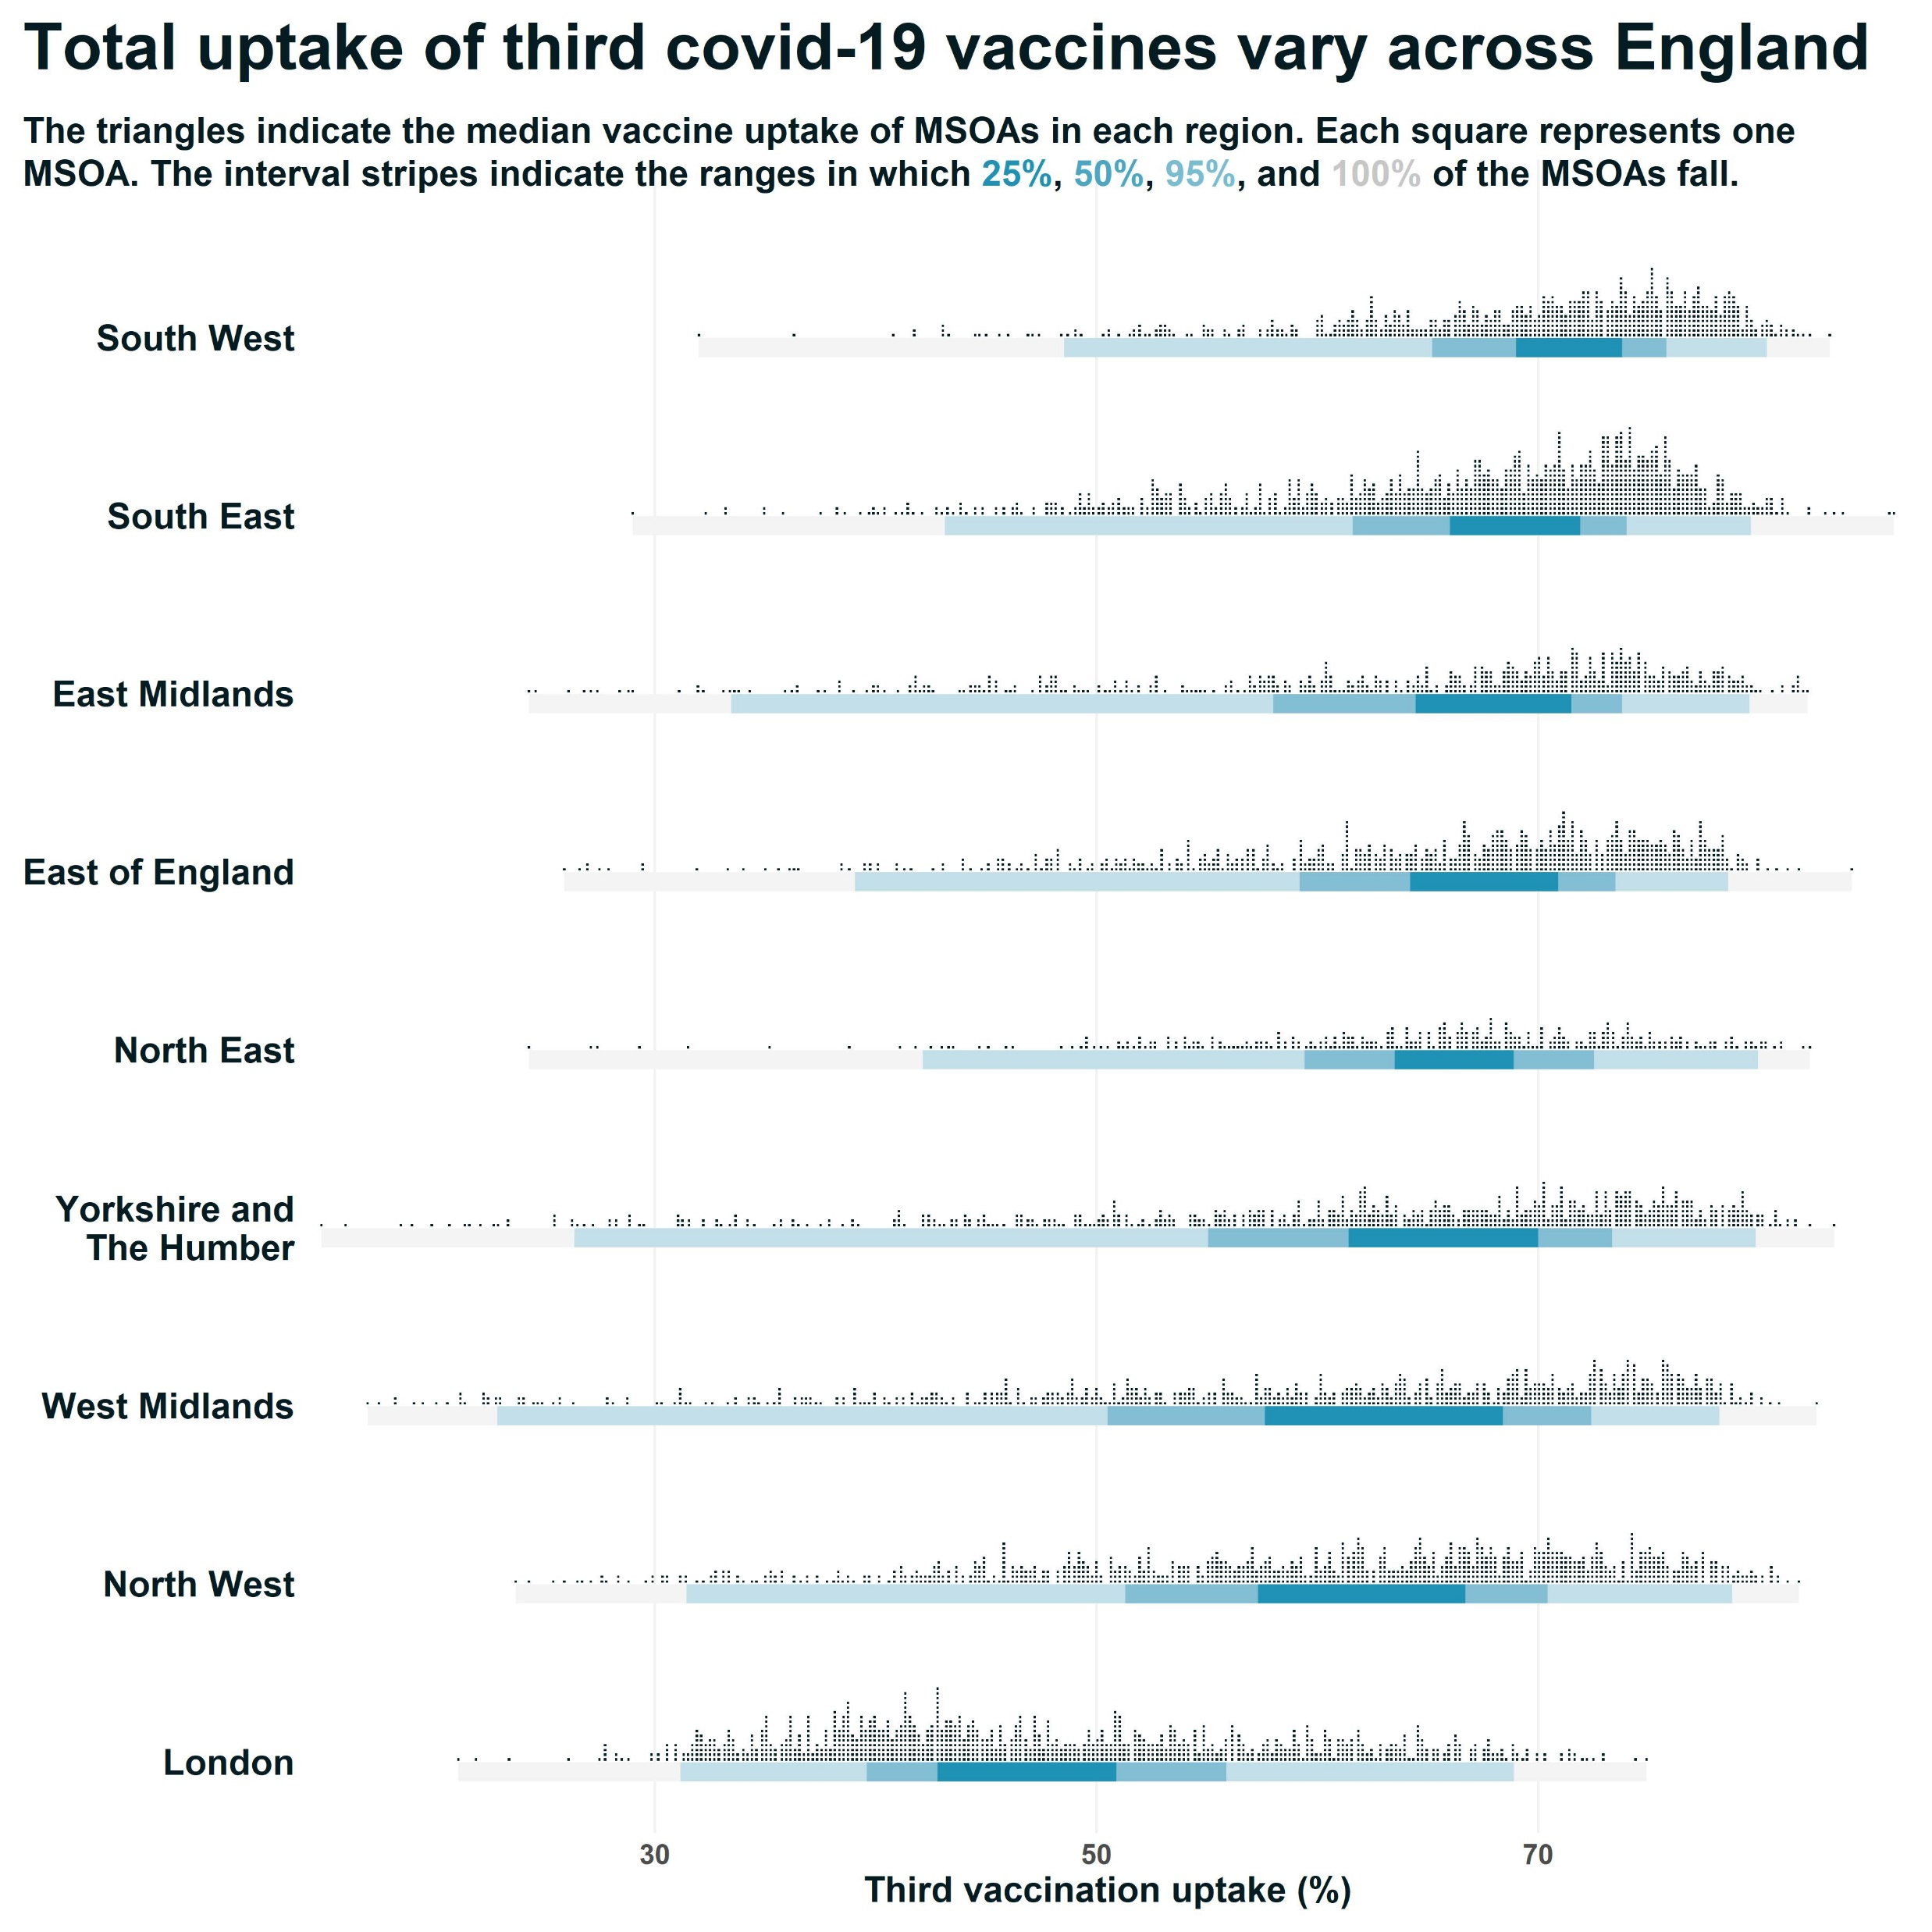 Total uptake of third covid-19 vaccines vary across England
The triangles indicate the median vaccine uptake of MSOAs in each region. Each square represents one
MSOA. The interval stripes indicate the ranges in which 25%, 50%, 95%, and 100% of the MSOAs fall.
South West
South East
East Midlands
East of England
North East
Yorkshire and
The Humber
West Midlands
North West
London
30 50 70
Third vaccination uptake (%)